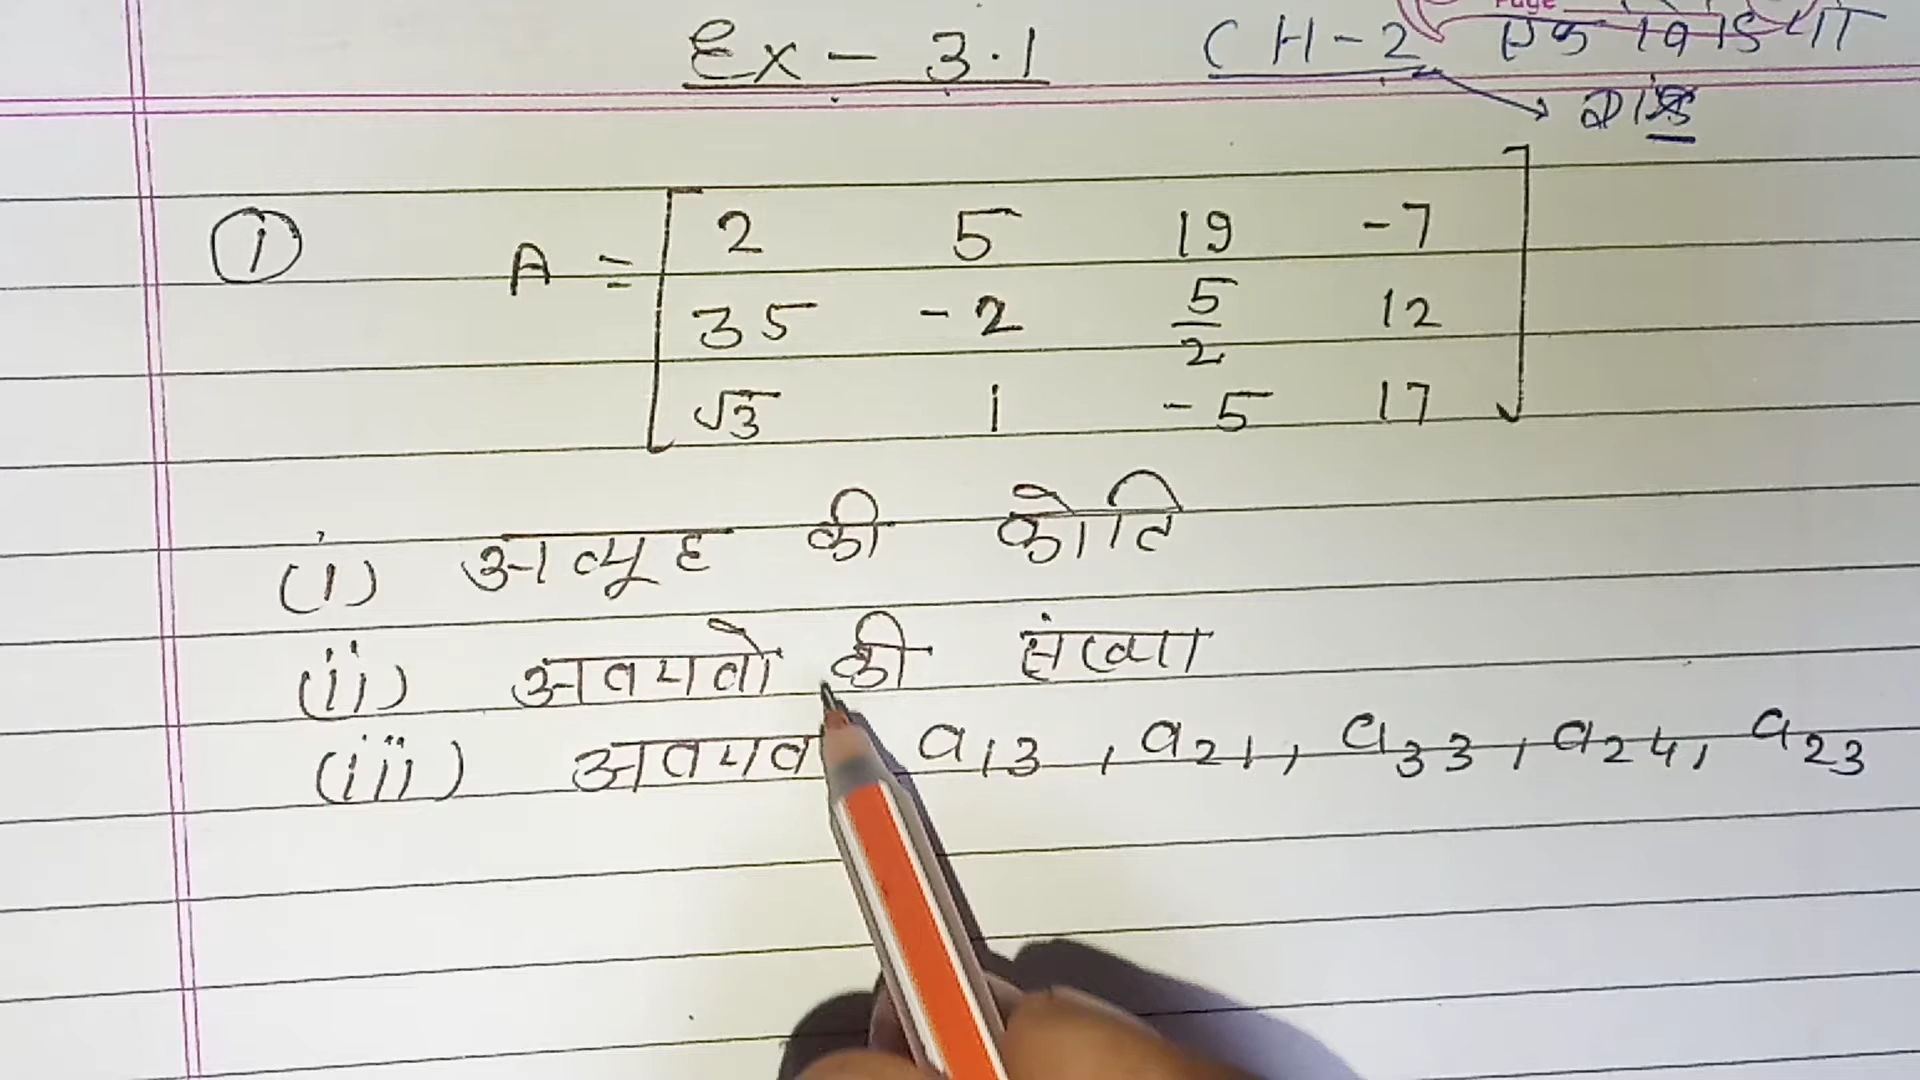 Page
Ex - 3.1 CH-2
① A = [ 2 5 19 -7
35 -2 5/2 12
√3 1 -5 17 ]
(i) आव्यूह की कोटि
(ii) अवयवो की संख्या
(iii) अवयव a13, a21, a33, a24, a23